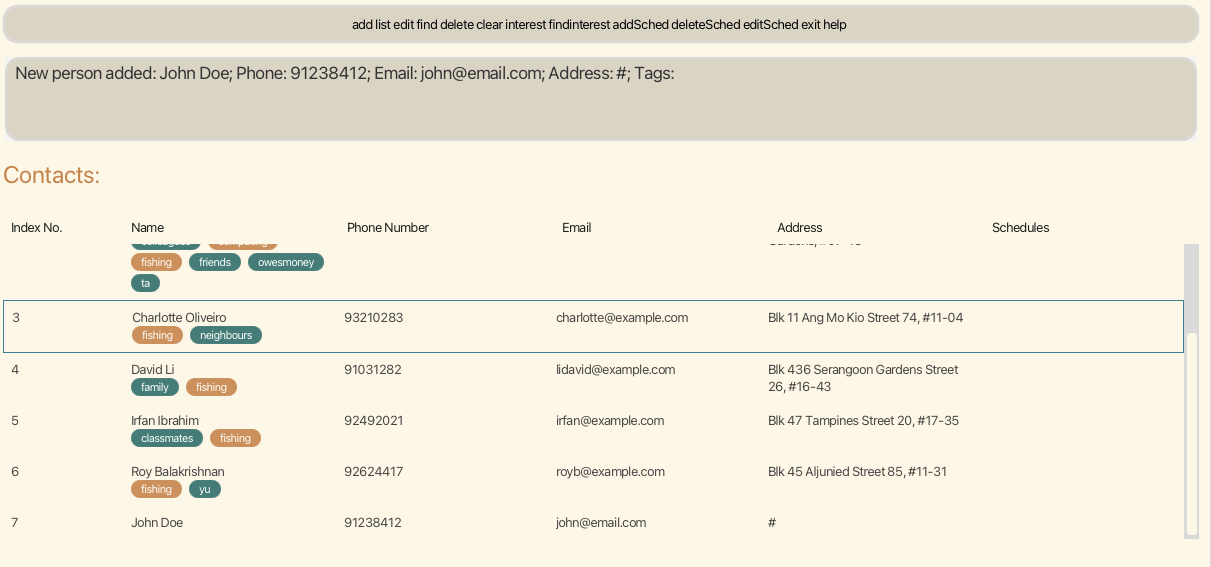 add list edit find delete clear interest findinterest addSched deleteSched editSched exit help
New person added: John Doe; Phone: 91238412; Email: john@email.com; Address: #; Tags:
Contacts:
Index No. Name Phone Number Email Address Schedules
fishing friends owesmoney
ta
3 Charlotte Oliveiro 93210283 charlotte@example.com Blk 11 Ang Mo Kio Street 74, #11-04
fishing neighbours
4 David Li 91031282 lidavid@example.com Blk 436 Serangoon Gardens Street
family fishing 26, #16-43
5 Irfan Ibrahim 92492021 irfan@example.com Blk 47 Tampines Street 20, #17-35
classmates fishing
6 Roy Balakrishnan 92624417 royb@example.com Blk 45 Aljunied Street 85, #11-31
fishing yu
7 John Doe 91238412 john@email.com #